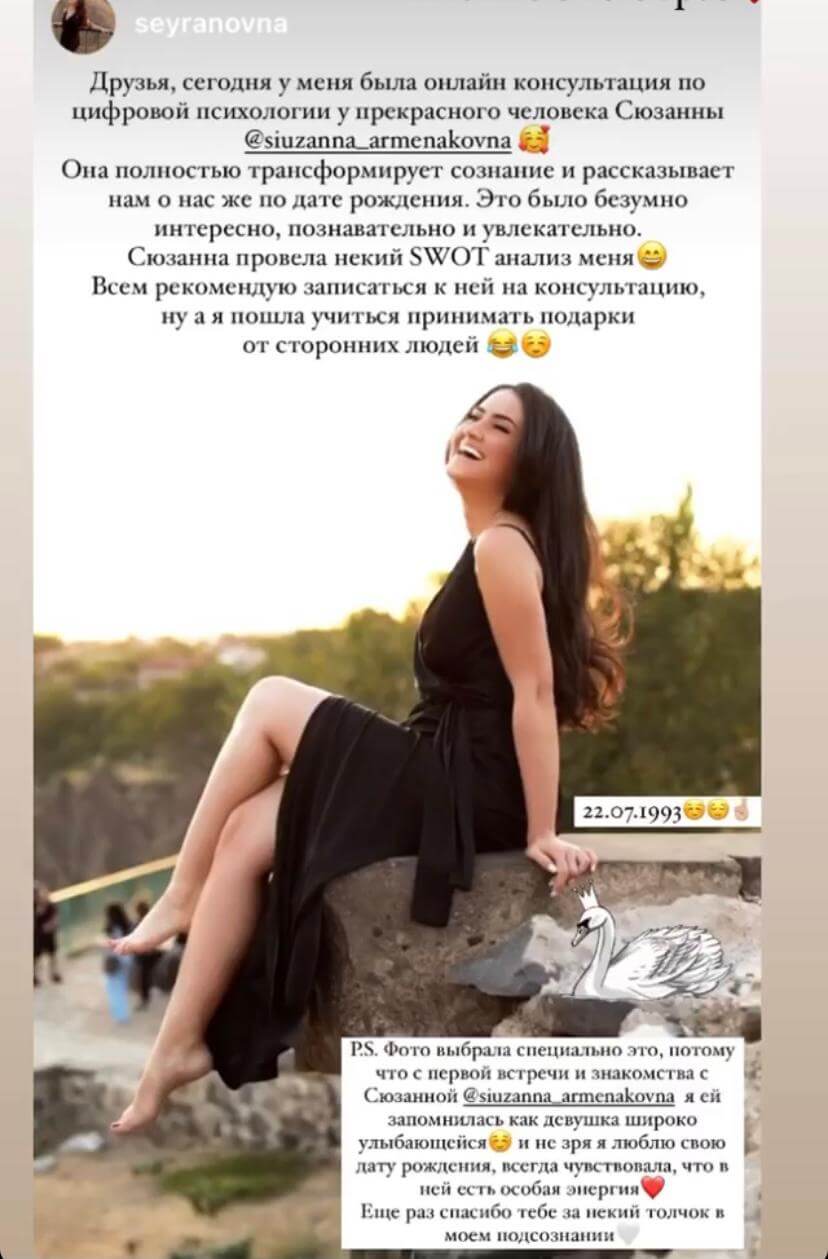 seyranovna
Друзья, сегодня у меня была онлайн консультация по
цифровой психологии у прекрасного человека Сюзанны
@siuzanna_armenakovna 🥰
Она полностью трансформирует сознание и рассказывает
нам о нас же по дате рождения. Это было безумно
интересно, познавательно и увлекательно.
Сюзанна провела некий SWOT анализ меня😄
Всем рекомендую записаться к ней на консультацию,
ну а я пошла учиться принимать подарки
от сторонних людей 😂☺️
22.07.1993☺️😌☝🏻
P.S. Фото выбрала специально это, потому
что с первой встречи и знакомства с
Сюзанной @siuzanna_armenakovna я ей
запомнилась как девушка широко
улыбающейся☺️ и не зря я люблю свою
дату рождения, всегда чувствовала, что в
ней есть особая энергия❤️
Еще раз спасибо тебе за некий толчок в
моем подсознании🤍